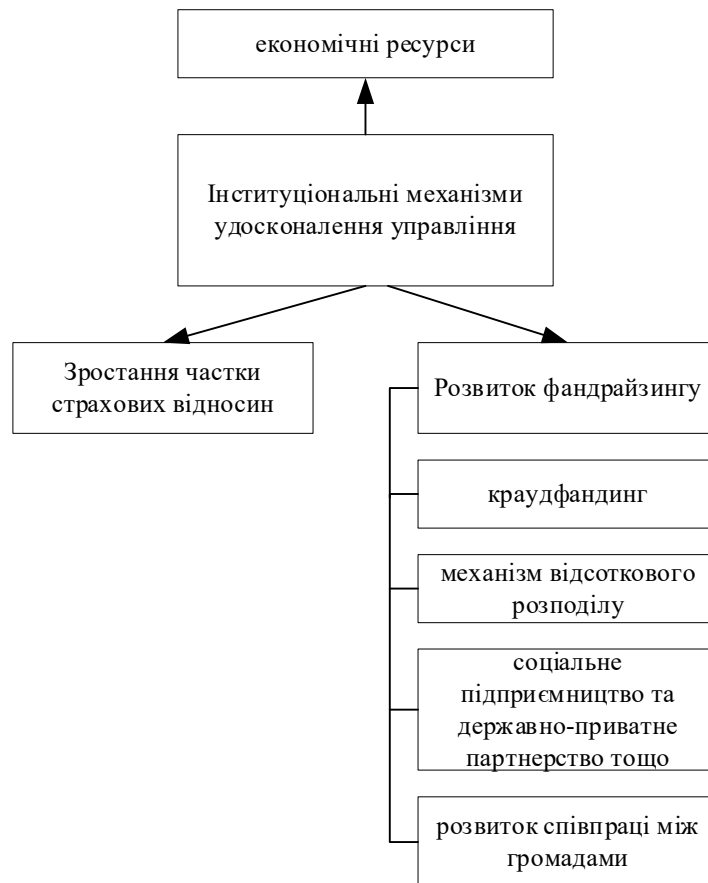 економічні ресурси
Інституціональні механізми
удосконалення управління
Зростання частки
страхових відносин
Розвиток фандрайзингу
краудфандинг
механізм відсоткового
розподілу
соціальне
підприємництво та
державно-приватне
партнерство тощо
розвиток співпраці між
громадами